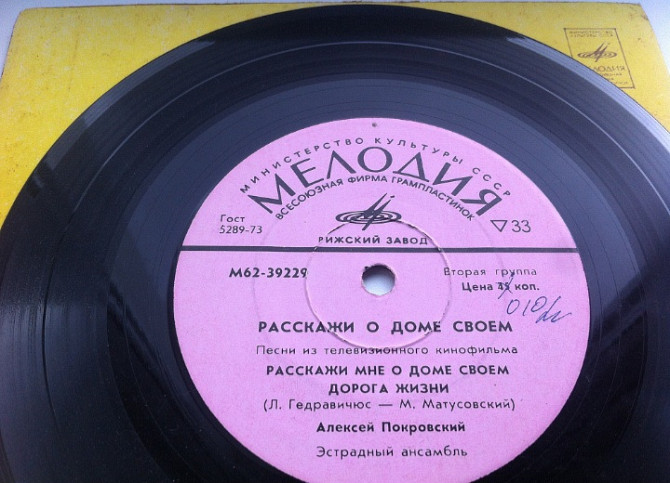 МИНИСТЕРСТВО КУЛЬТУРЫ СССР
МЕЛОДИЯ
ВСЕСОЮЗНАЯ ФИРМА ГРАМПЛАСТИНОК
Гост
5289-73
▽33
РИЖСКИЙ ЗАВОД
М62-39229
Вторая группа
Цена коп.
РАССКАЖИ О ДОМЕ СВОЕМ
Песни из телевизионного кинофильма
РАССКАЖИ МНЕ О ДОМЕ СВОЕМ
ДОРОГА ЖИЗНИ
(Л. Гедравичюс — М. Матусовский)
Алексей Покровский
Эстрадный ансамбль
МЕЛОДИЯ